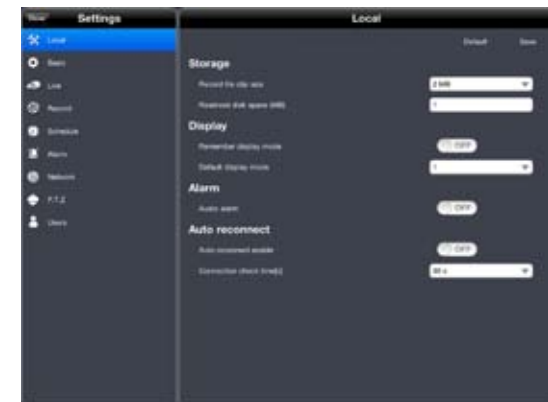 Settings
Local
Local
Default Save
Basic
Live
Record
Schedule
Alarm
Network
P.T.Z
Users
Storage
Record file clip size
2 MB
Reserved disk space (MB)
1
Display
Remember display mode
OFF
Default display mode
1
Alarm
Audio alarm
OFF
Auto reconnect
Auto reconnect enable
OFF
Connection check time(s)